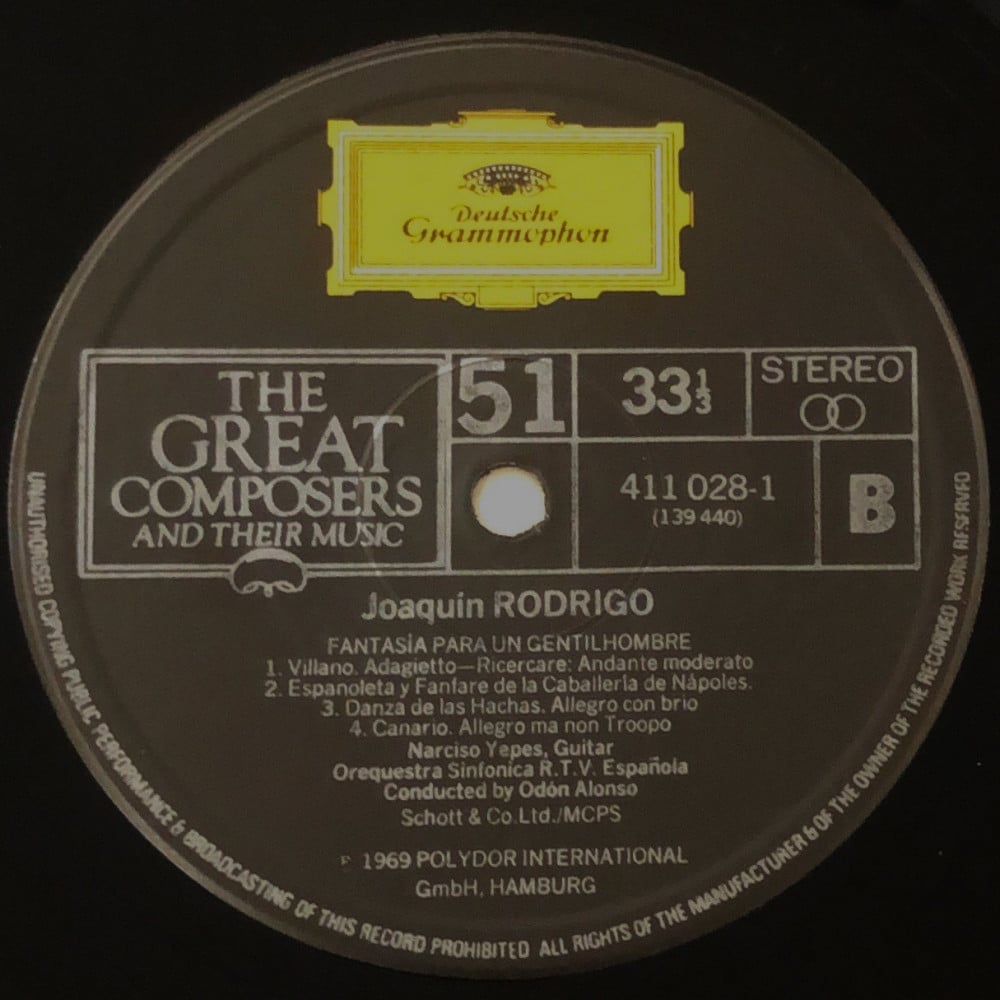 Deutsche
Grammophon
THE
GREAT
COMPOSERS
AND THEIR MUSIC
51
33⅓
STEREO
411 028-1
(139 440)
B
Joaquin RODRIGO
FANTASÍA PARA UN GENTILHOMBRE
1. Villano. Adagietto—Ricercare: Andante moderato
2. Espanoleta y Fanfare de la Caballería de Nápoles.
3. Danza de las Hachas. Allegro con brio
4. Canario. Allegro ma non Troopo
Narciso Yepes, Guitar
Orequestra Sinfonica R.T.V. Española
Conducted by Odón Alonso
Schott & Co.Ltd./MCPS
℗ 1969 POLYDOR INTERNATIONAL
GmbH, HAMBURG
UNAUTHORISED COPYING PUBLIC PERFORMANCE & BROADCASTING OF THIS RECORD PROHIBITED ALL RIGHTS OF THE MANUFACTURER & OF THE OWNER OF THE RECORDED WORK RESERVED